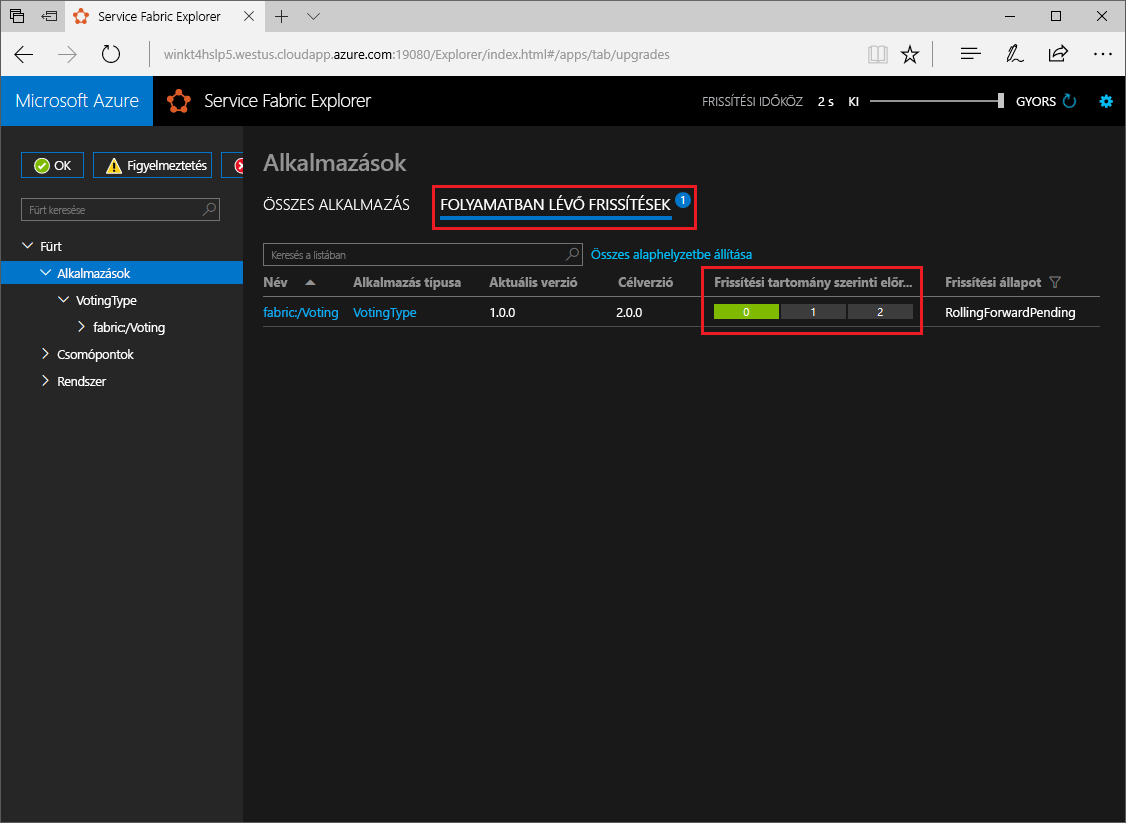 Service Fabric Explorer
winkt4hslp5.westus.cloudapp.azure.com:19080/Explorer/index.html#/apps/tab/upgrades
Microsoft Azure Service Fabric Explorer FRISSÍTÉSI IDŐKÖZ 2 s KI GYORS
OK Figyelmeztetés
Fürt keresése
Fürt
Alkalmazások
VotingType
fabric:/Voting
Csomópontok
Rendszer
Alkalmazások
ÖSSZES ALKALMAZÁS FOLYAMATBAN LÉVŐ FRISSÍTÉSEK 1
Keresés a listában Összes alaphelyzetbe állítása
Név Alkalmazás típusa Aktuális verzió Célverzió Frissítési tartomány szerinti előr... Frissítési állapot
fabric:/Voting VotingType 1.0.0 2.0.0 0 1 2 RollingForwardPending